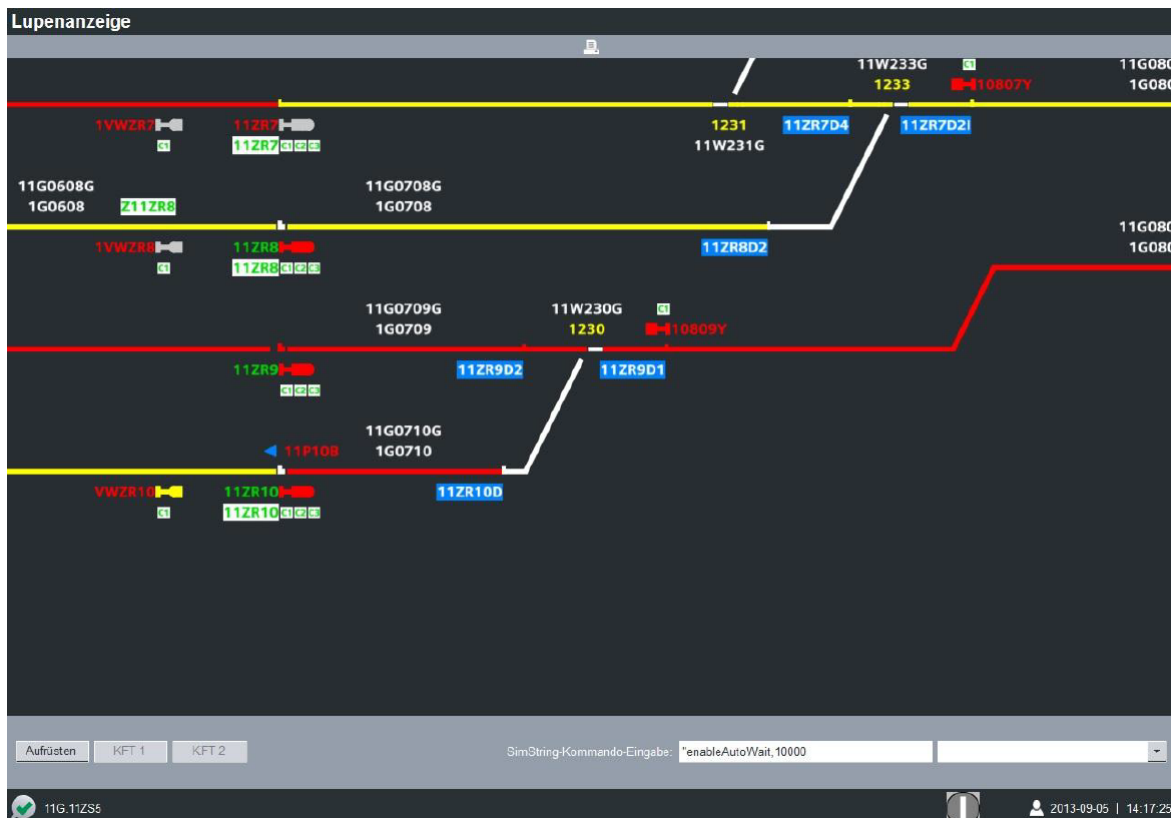 Lupenanzeige
11W233G C1 11G080
1233 10807Y 1G080
1VWZR7 11ZR7 1231 11ZR7D4 11ZR7D2I
C1 11ZR7 C1 C2 C3 11W231G
11G0608G 11G0708G
1G0608 Z11ZR8 1G0708
11G080
1VWZR8 11ZR8 11ZR8D2 1G080
C1 11ZR8 C1 C2 C3
11G0709G 11W230G C1
1G0709 1230 10809Y
11ZR9 11ZR9D2 11ZR9D1
C1 C2 C3
11G0710G
11P10B 1G0710
VWZR10 11ZR10 11ZR10D
C1 11ZR10 C1 C2 C3
Aufrüsten KFT 1 KFT 2 SimString-Kommando-Eingabe: "enableAutoWait,10000
11G.11ZS5 2013-09-05 | 14:17:25